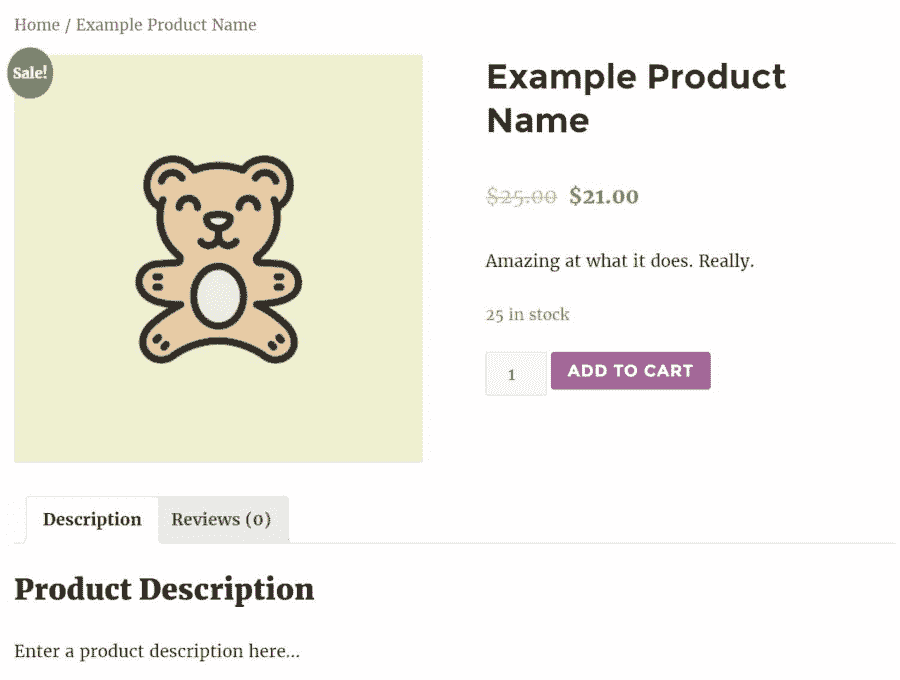 Home / Example Product Name
Sale!
Example Product
Name
$25.00 $21.00
Amazing at what it does. Really.
25 in stock
1
ADD TO CART
Description
Reviews (0)
Product Description
Enter a product description here...